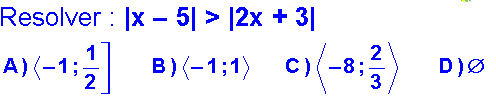 Resolver : |x – 5| > |2x + 3|
A) ⟨–1 ; 1/2] B) ⟨–1 ; 1⟩ C) ⟨–8 ; 2/3⟩ D) ∅